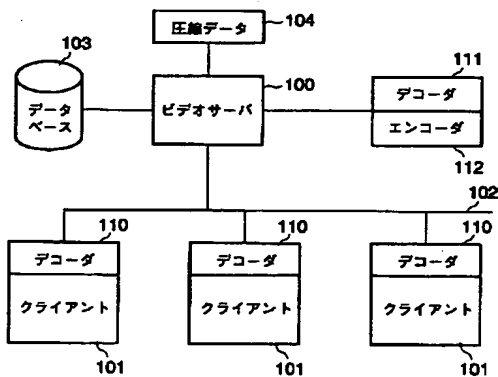 圧縮データ
104
103
データ
ベース
100
ビデオサーバ
111
デコーダ
エンコーダ
112
102
110
デコーダ
クライアント
101
110
デコーダ
クライアント
101
110
デコーダ
クライアント
101